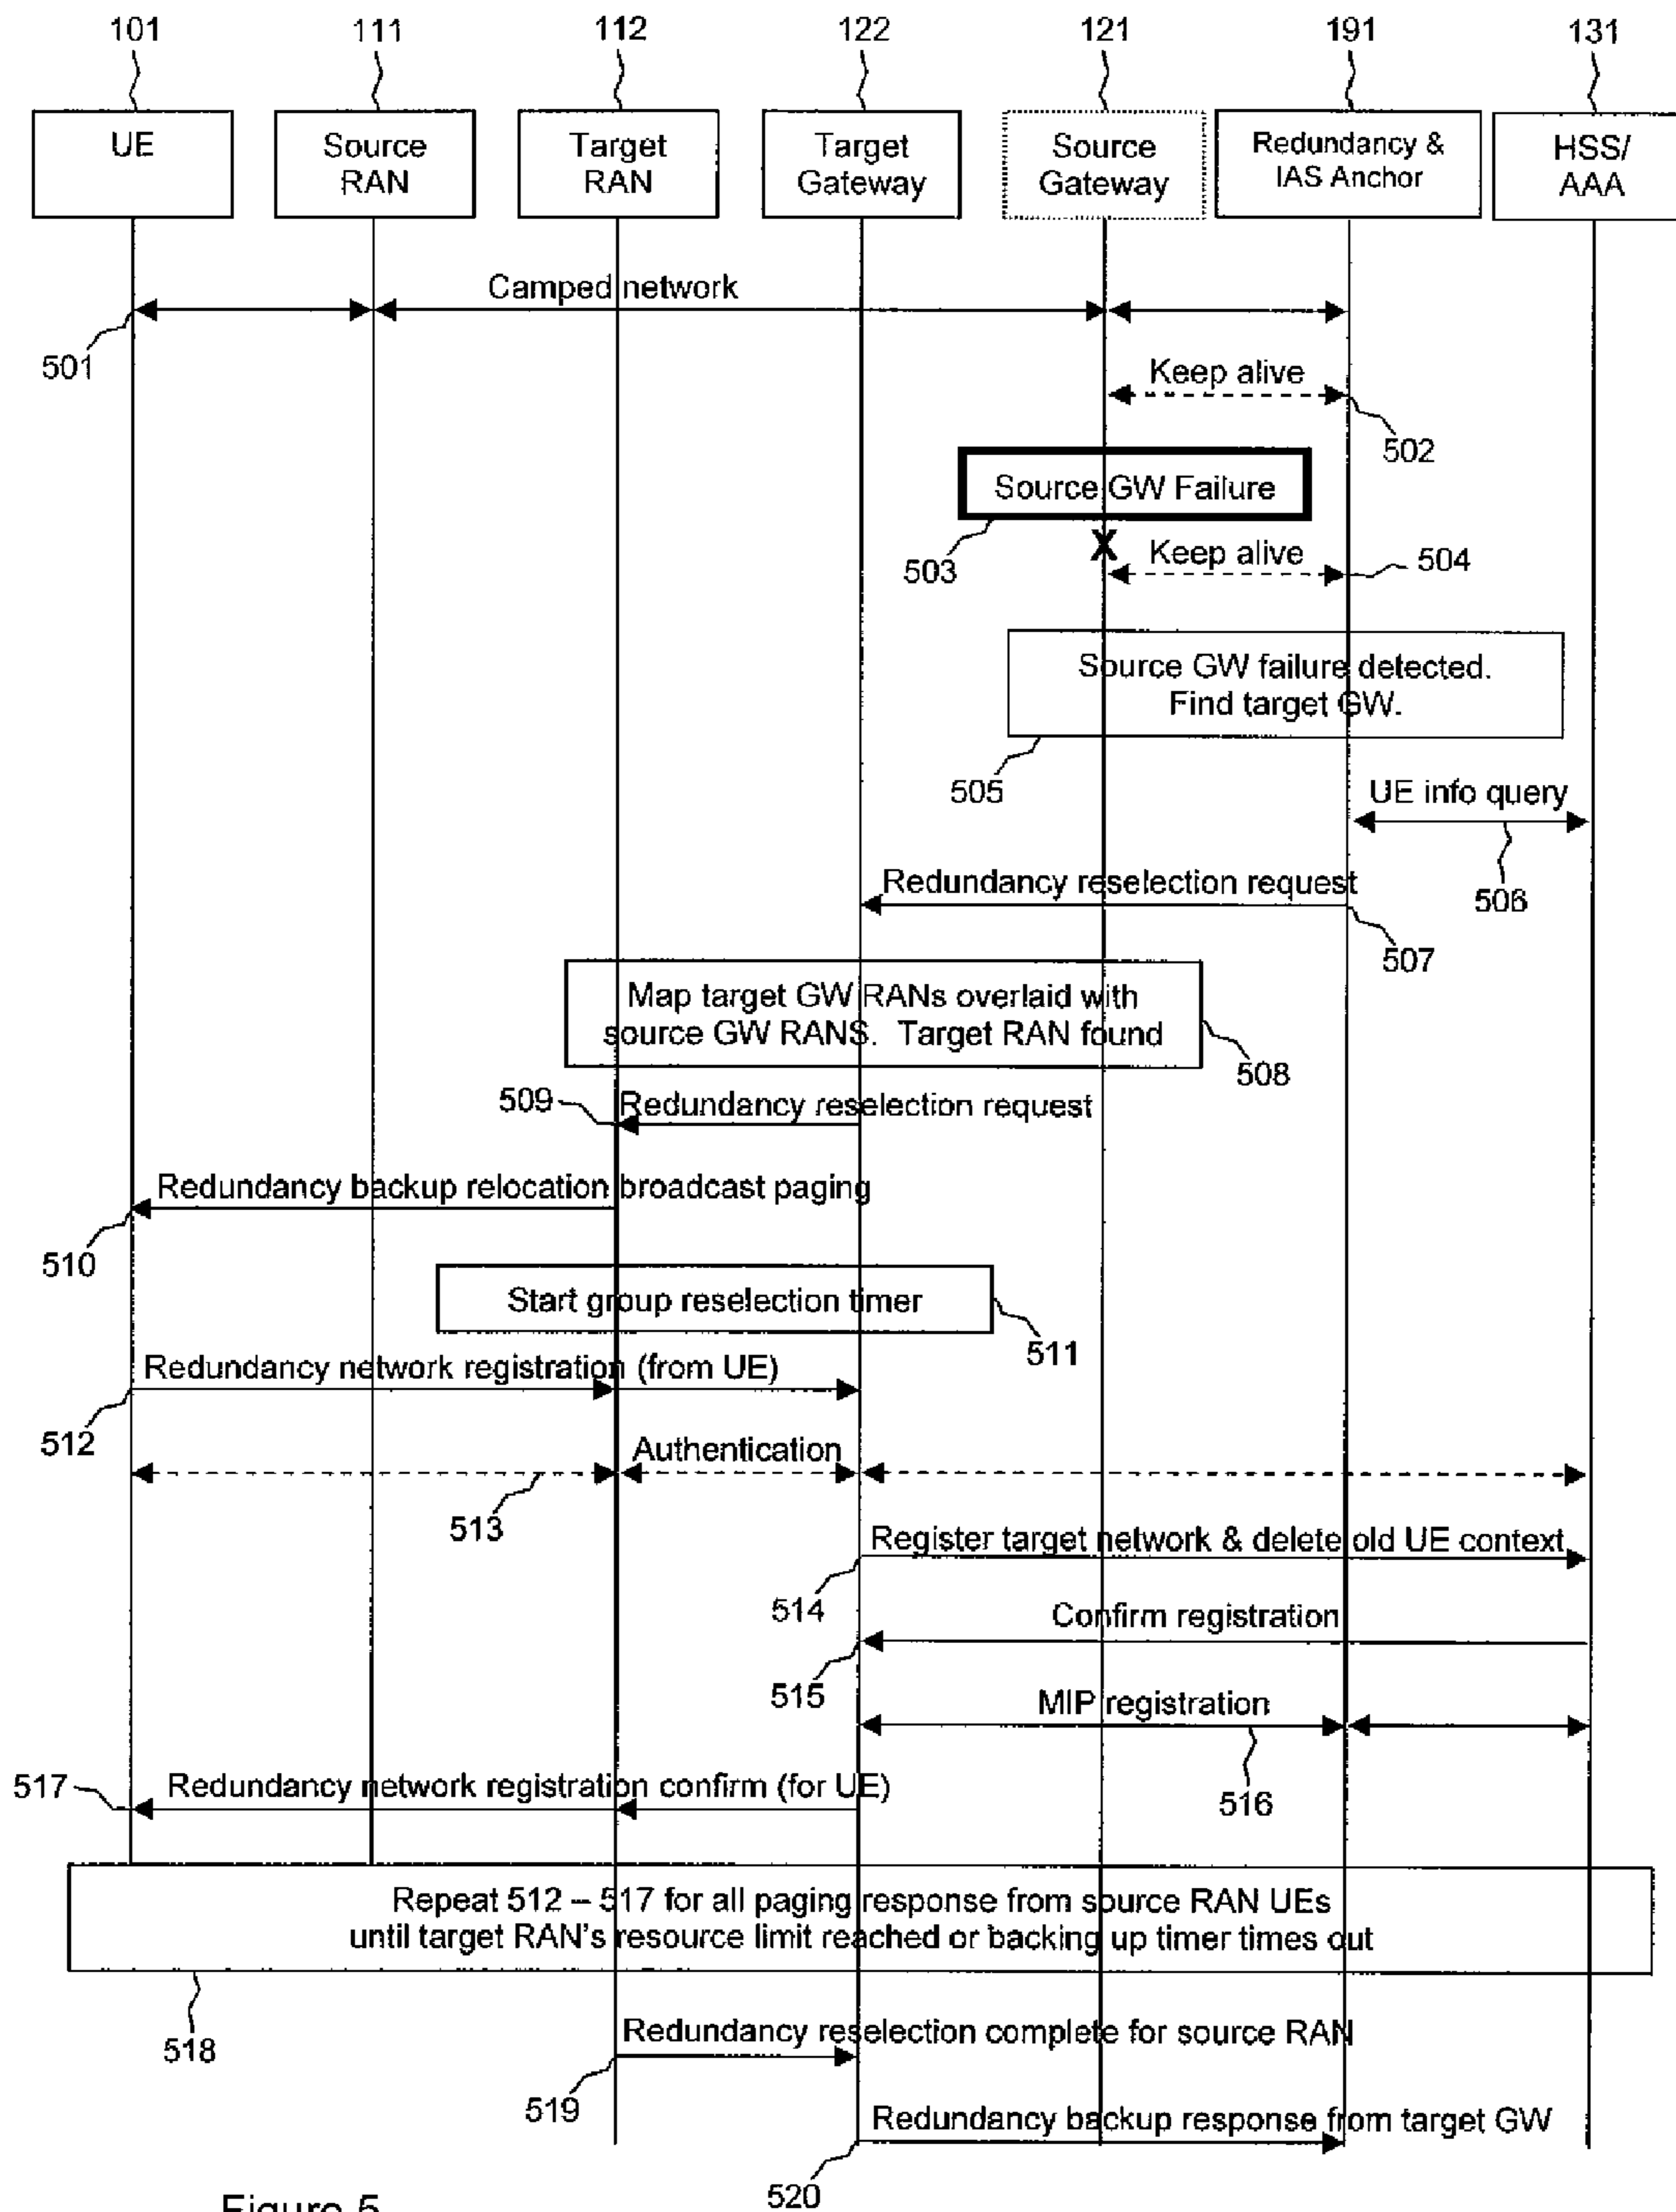 101 111 112 122 121 191 131
UE
Source
RAN
Target
RAN
Target
Gateway
Source
Gateway
Redundancy &
IAS Anchor
HSS/
AAA
Camped network
501
Keep alive
502
Source GW Failure
503
X
Keep alive
504
Source GW failure detected.
Find target GW.
505
UE info query
506
Redundancy reselection request
507
Map target GW RANs overlaid with
source GW RANS. Target RAN found
508
509
Redundancy reselection request
Redundancy backup relocation broadcast paging
510
Start group reselection timer
511
Redundancy network registration (from UE)
512
Authentication
513
Register target network & delete old UE context
514
Confirm registration
515
MIP registration
516
517
Redundancy network registration confirm (for UE)
Repeat 512 – 517 for all paging response from source RAN UEs
until target RAN's resource limit reached or backing up timer times out
518
Redundancy reselection complete for source RAN
519
Redundancy backup response from target GW
520
Figure 5